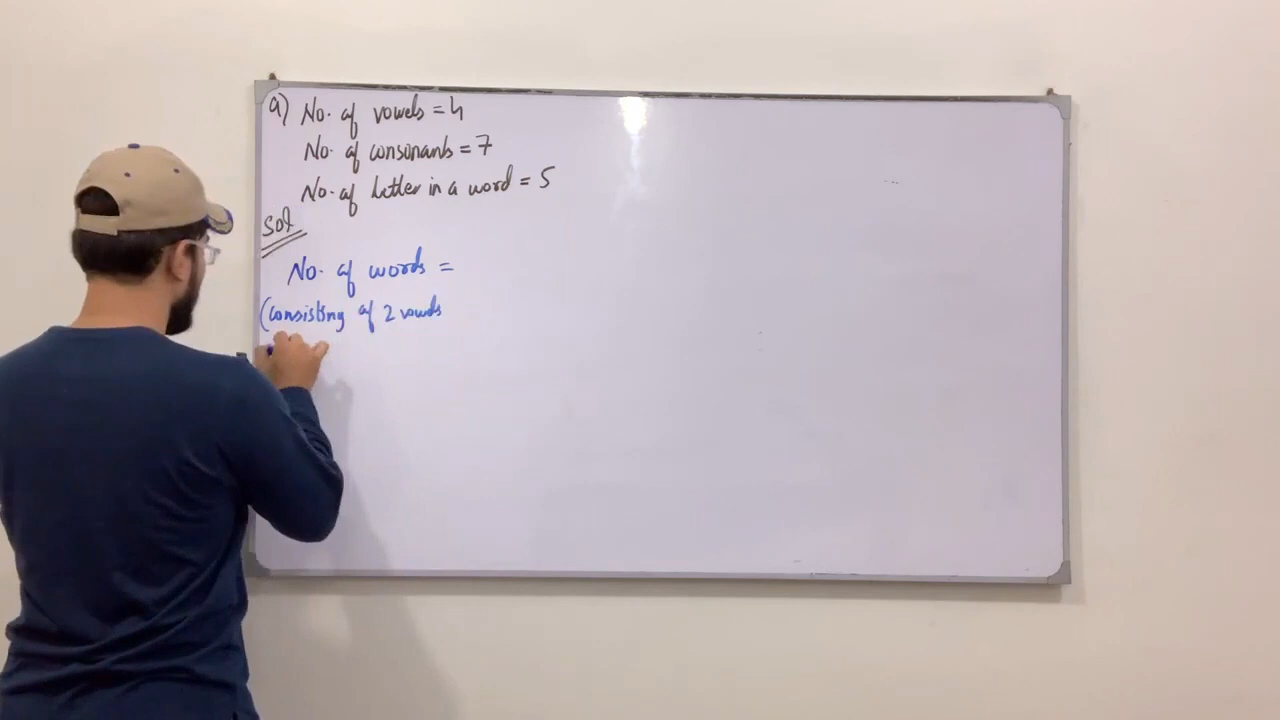 a) No. of vowels = 4
No. of consonants = 7
No. of letter in a word = 5
Sol
No. of words =
(consisting of 2 vowels